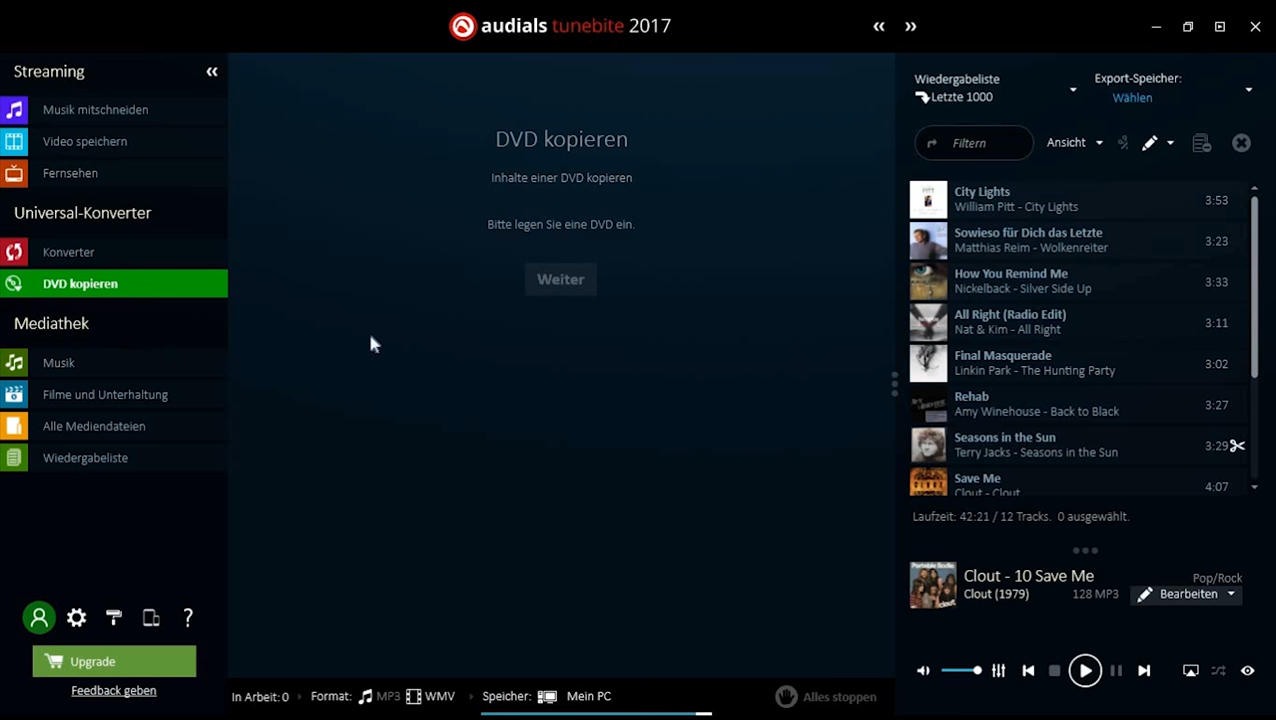 audials tunebite 2017
Streaming
Musik mitschneiden
Video speichern
Fernsehen
Universal-Konverter
Konverter
DVD kopieren
Mediathek
Musik
Filme und Unterhaltung
Alle Mediendateien
Wiedergabeliste
Upgrade
Feedback geben
DVD kopieren
Inhalte einer DVD kopieren
Bitte legen Sie eine DVD ein.
Weiter
In Arbeit: 0 Format: MP3 WMV Speicher: Mein PC Alles stoppen
Wiedergabeliste
Letzte 1000
Export-Speicher:
Wählen
Filtern Ansicht
City Lights
William Pitt - City Lights 3:53
Sowieso für Dich das Letzte
Matthias Reim - Wolkenreiter 3:23
How You Remind Me
Nickelback - Silver Side Up 3:33
All Right (Radio Edit)
Nat & Kim - All Right 3:11
Final Masquerade
Linkin Park - The Hunting Party 3:02
Rehab
Amy Winehouse - Back to Black 3:27
Seasons in the Sun
Terry Jacks - Seasons in the Sun 3:29
Save Me
Clout - Clout 4:07
Laufzeit: 42:21 / 12 Tracks. 0 ausgewählt.
Clout - 10 Save Me Pop/Rock
Clout (1979) 128 MP3 Bearbeiten